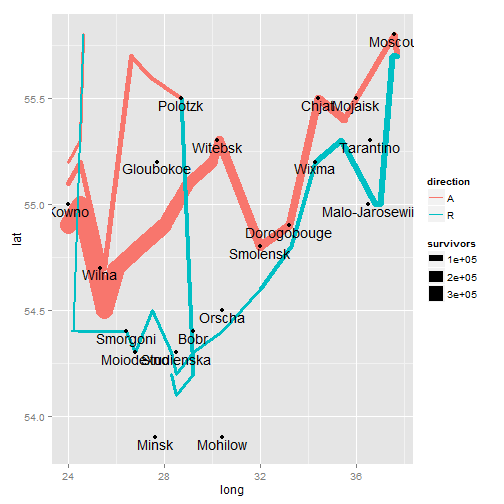 Moscou
55.5
Polotzk
Chjat
Mojaisk
Witebsk
Tarantino
Gloubokoe
Wixma
direction
A
R
55.0
Kowno
Malo-Jarosewii
Dorogobouge
Smolensk
lat
survivors
1e+05
2e+05
3e+05
Wilna
54.5
Orscha
Smorgoni
Bobr
Moiodexno
Studienska
54.0
Minsk
Mohilow
24
28
32
36
long